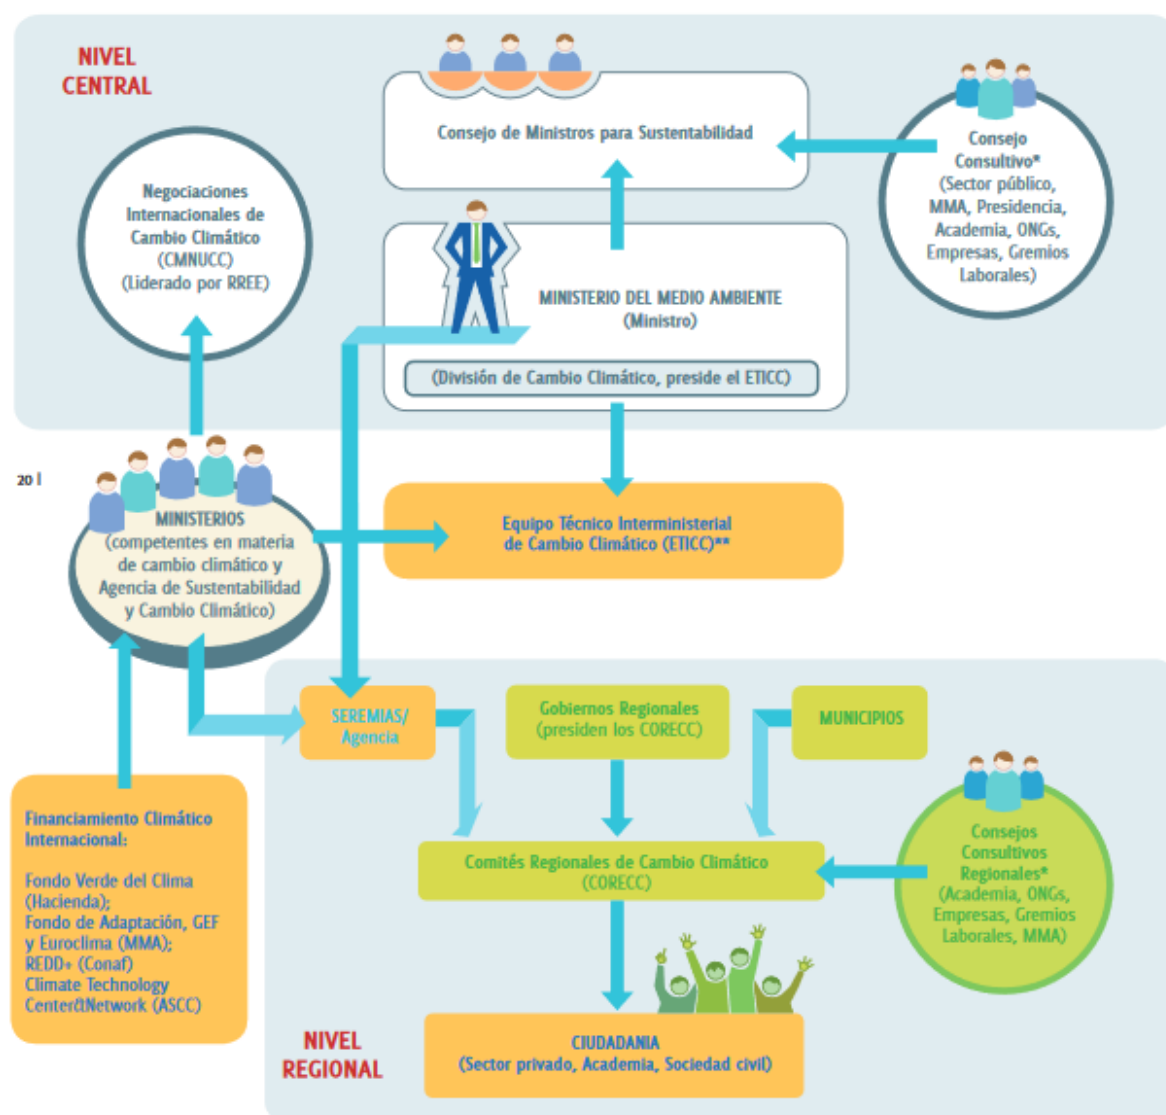 NIVEL
CENTRAL
Consejo de Ministros para Sustentabilidad
Consejo
Consultivo*
(Sector público,
MMA, Presidencia,
Academia, ONGs,
Empresas, Gremios
Laborales)
Negociaciones
Internacionales de
Cambio Climático
(CMNUCC)
(Liderado por RREE)
MINISTERIO DEL MEDIO AMBIENTE
(Ministro)
(División de Cambio Climático, preside el ETICC)
20 |
MINISTERIOS
(competentes en materia
de cambio climático y
Agencia de Sustentabilidad
y Cambio Climático)
Equipo Técnico Interministerial
de Cambio Climático (ETICC)**
SEREMIAS/
Agencia
Gobiernos Regionales
(presiden los CORECC)
MUNICIPIOS
Financiamiento Climático
Internacional:
Fondo Verde del Clima
(Hacienda);
Fondo de Adaptación, GEF
y Euroclima (MMA);
REDD+ (Conaf)
Climate Technology
Center&Network (ASCC)
Comités Regionales de Cambio Climático
(CORECC)
Consejos
Consultivos
Regionales*
(Academia, ONGs,
Empresas, Gremios
Laborales, MMA)
NIVEL
REGIONAL
CIUDADANIA
(Sector privado, Academia, Sociedad civil)